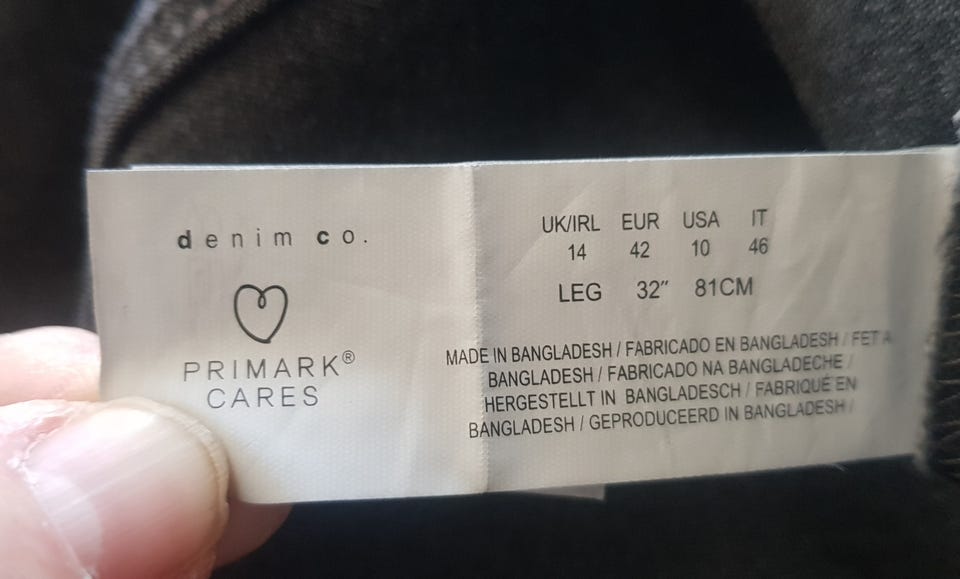 denim co.
PRIMARK®
CARES
UK/IRL EUR USA IT
14 42 10 46
LEG 32" 81CM
MADE IN BANGLADESH / FABRICADO EN BANGLADESH / FET A
BANGLADESH / FABRICADO NA BANGLADECHE /
HERGESTELLT IN BANGLADESCH / FABRIQUÉ EN
BANGLADESH / GEPRODUCEERD IN BANGLADESH /